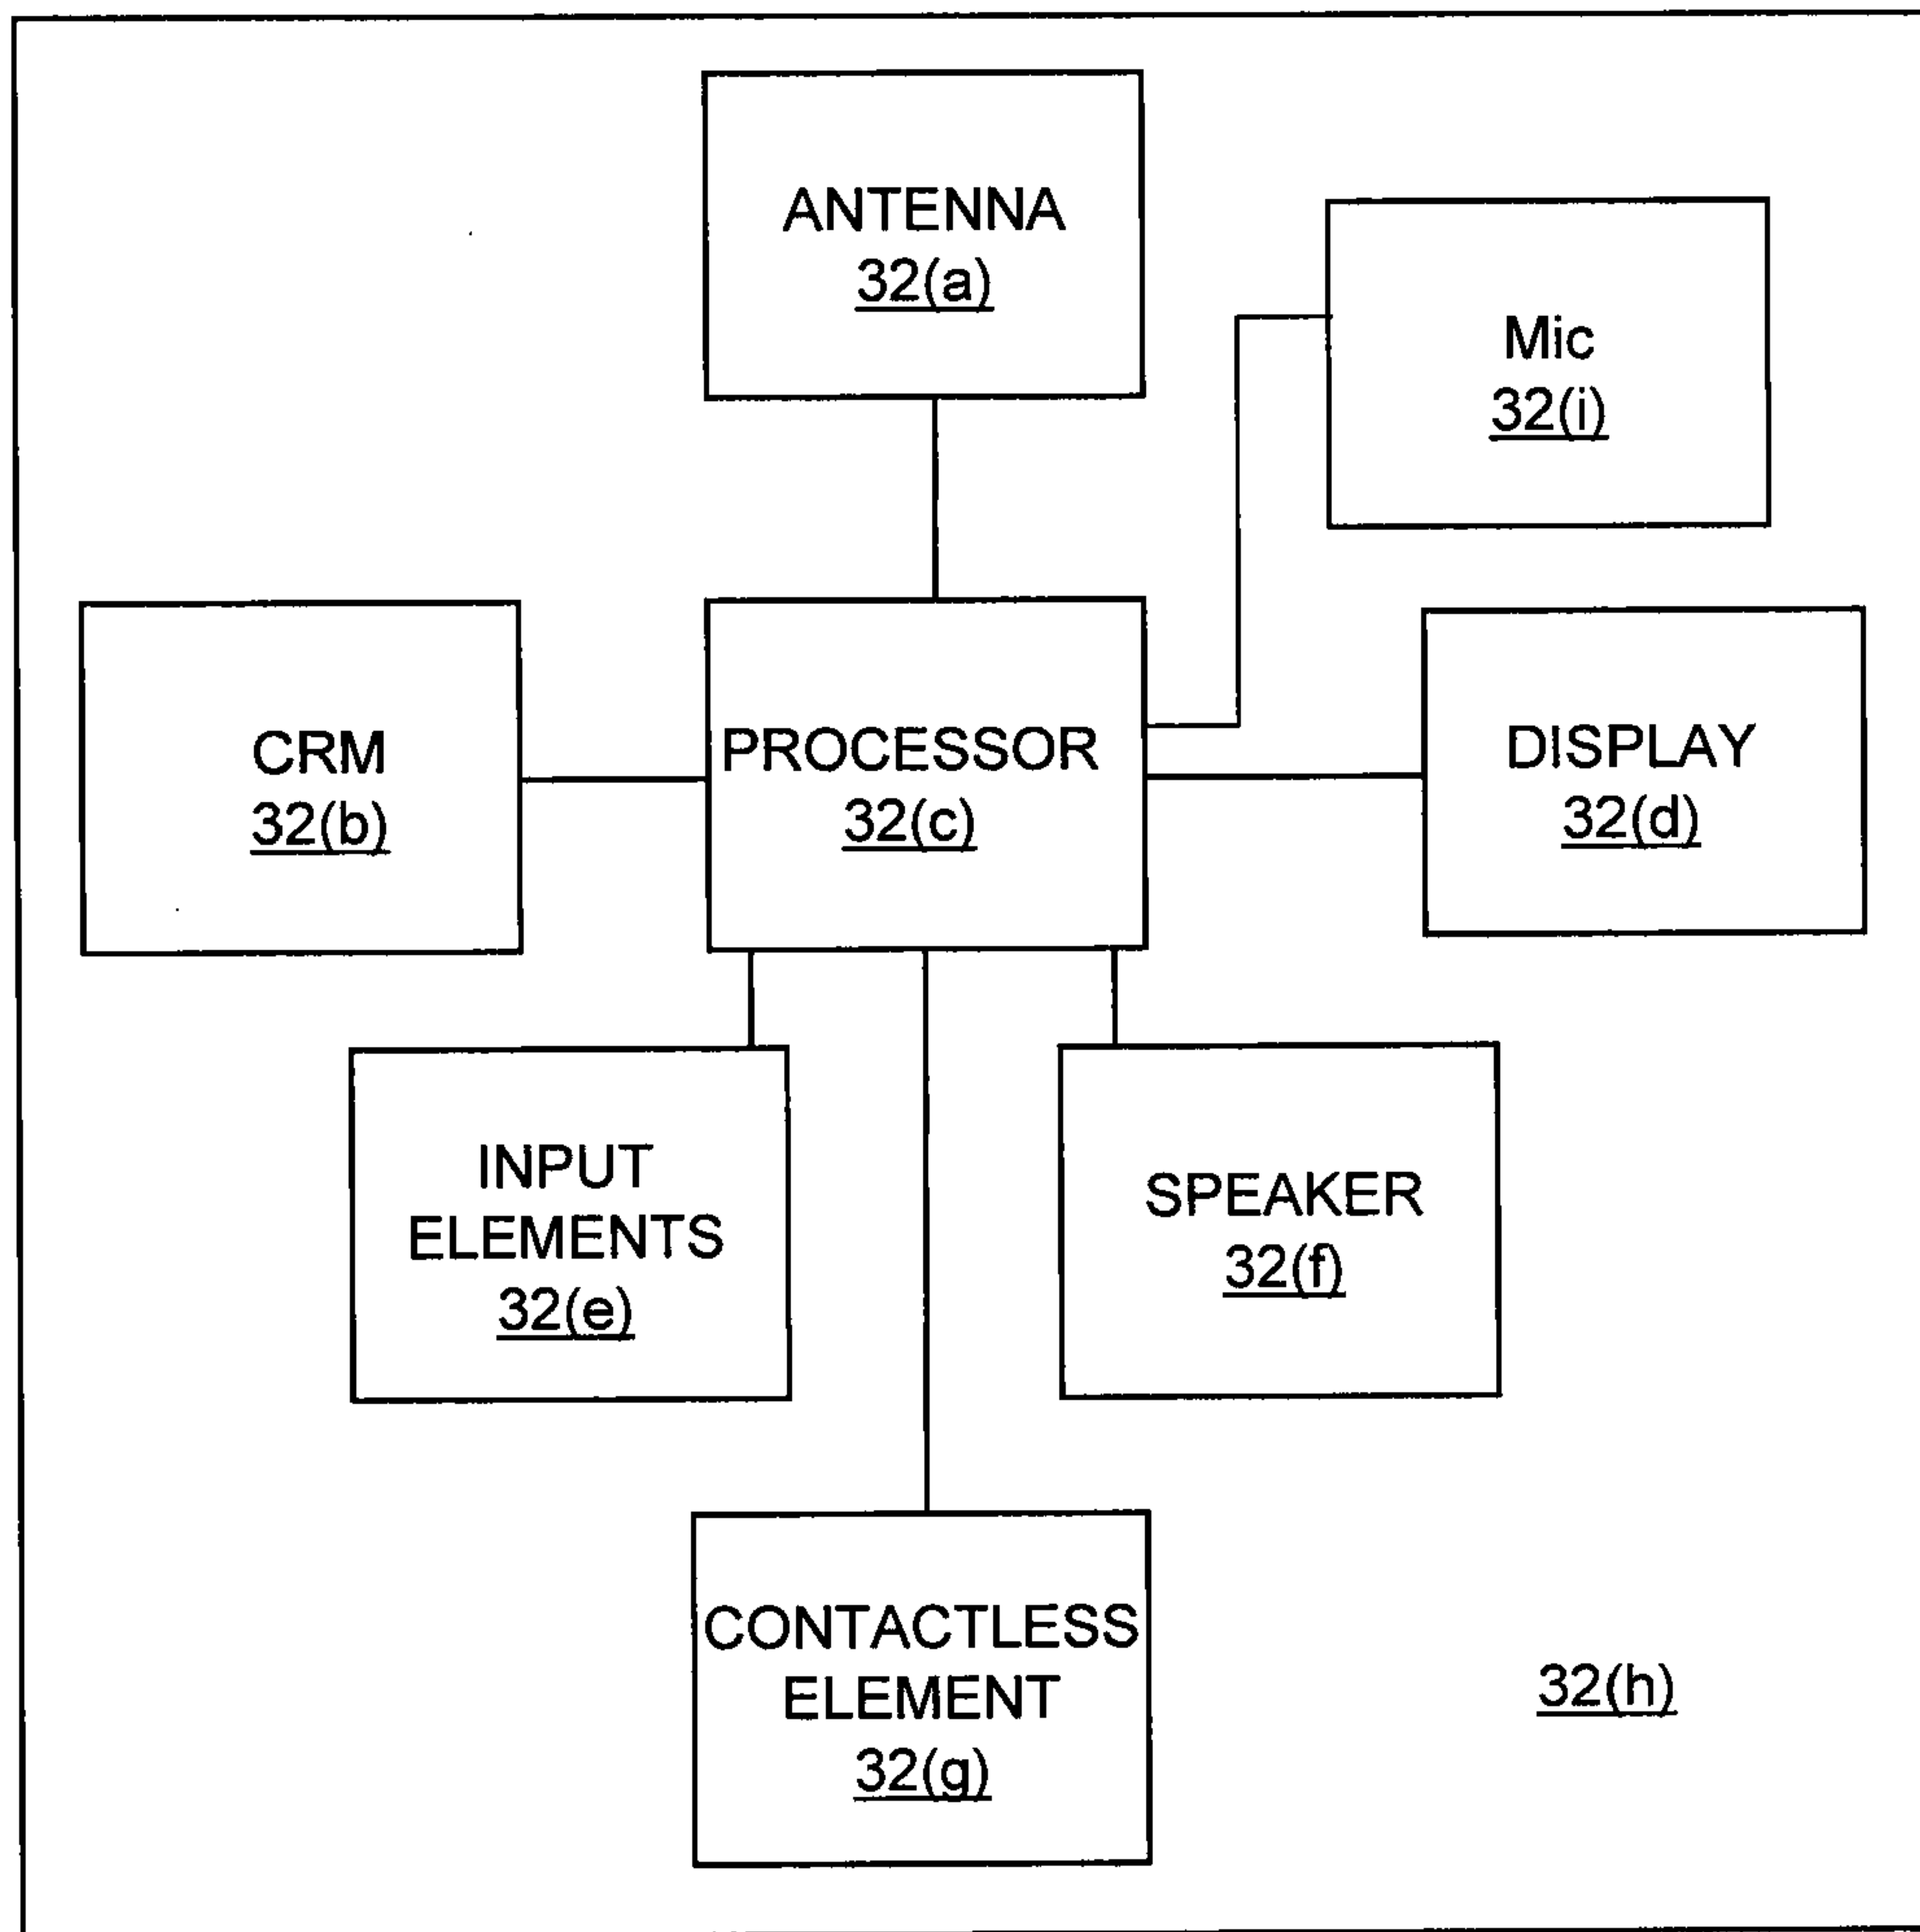 ANTENNA
32(a)
Mic
32(i)
CRM
32(b)
PROCESSOR
32(c)
DISPLAY
32(d)
INPUT
ELEMENTS
32(e)
SPEAKER
32(f)
CONTACTLESS
ELEMENT
32(g)
32(h)